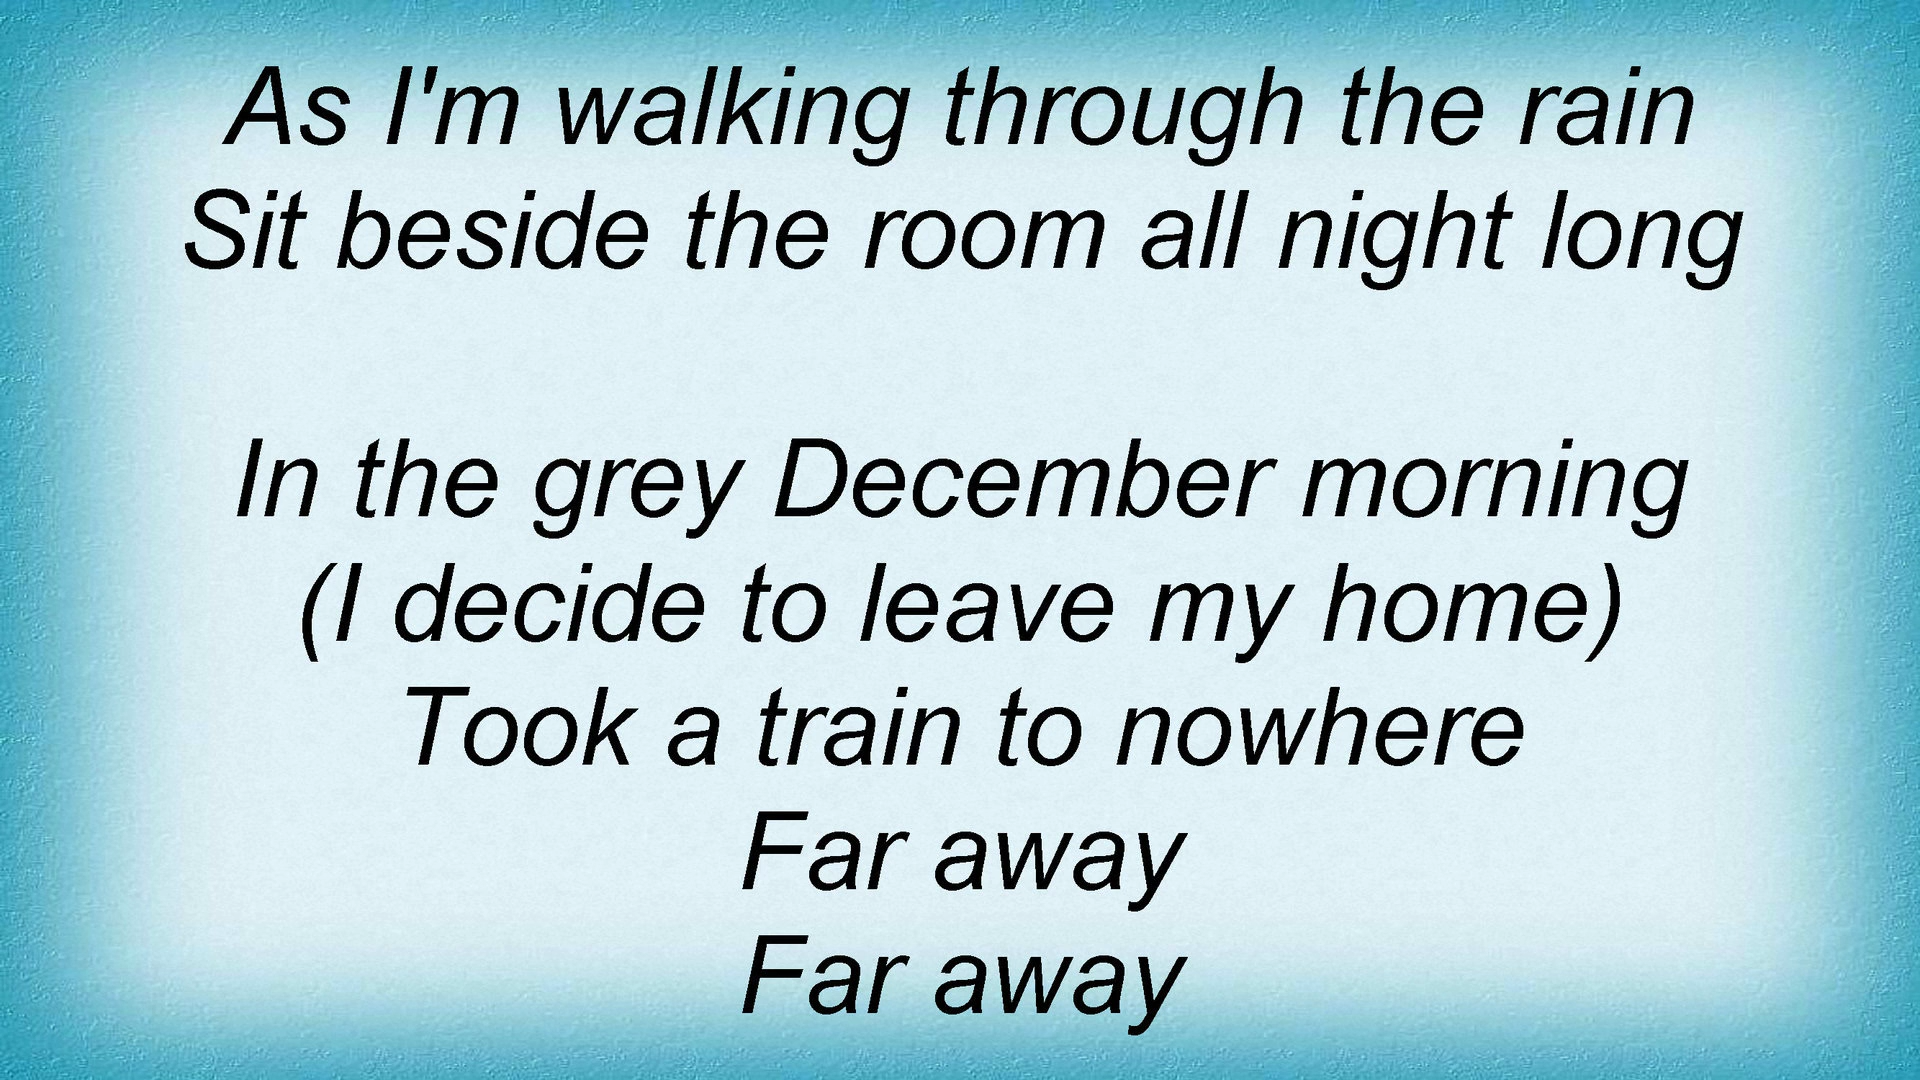 As I'm walking through the rain
Sit beside the room all night long
In the grey December morning
(I decide to leave my home)
Took a train to nowhere
Far away
Far away